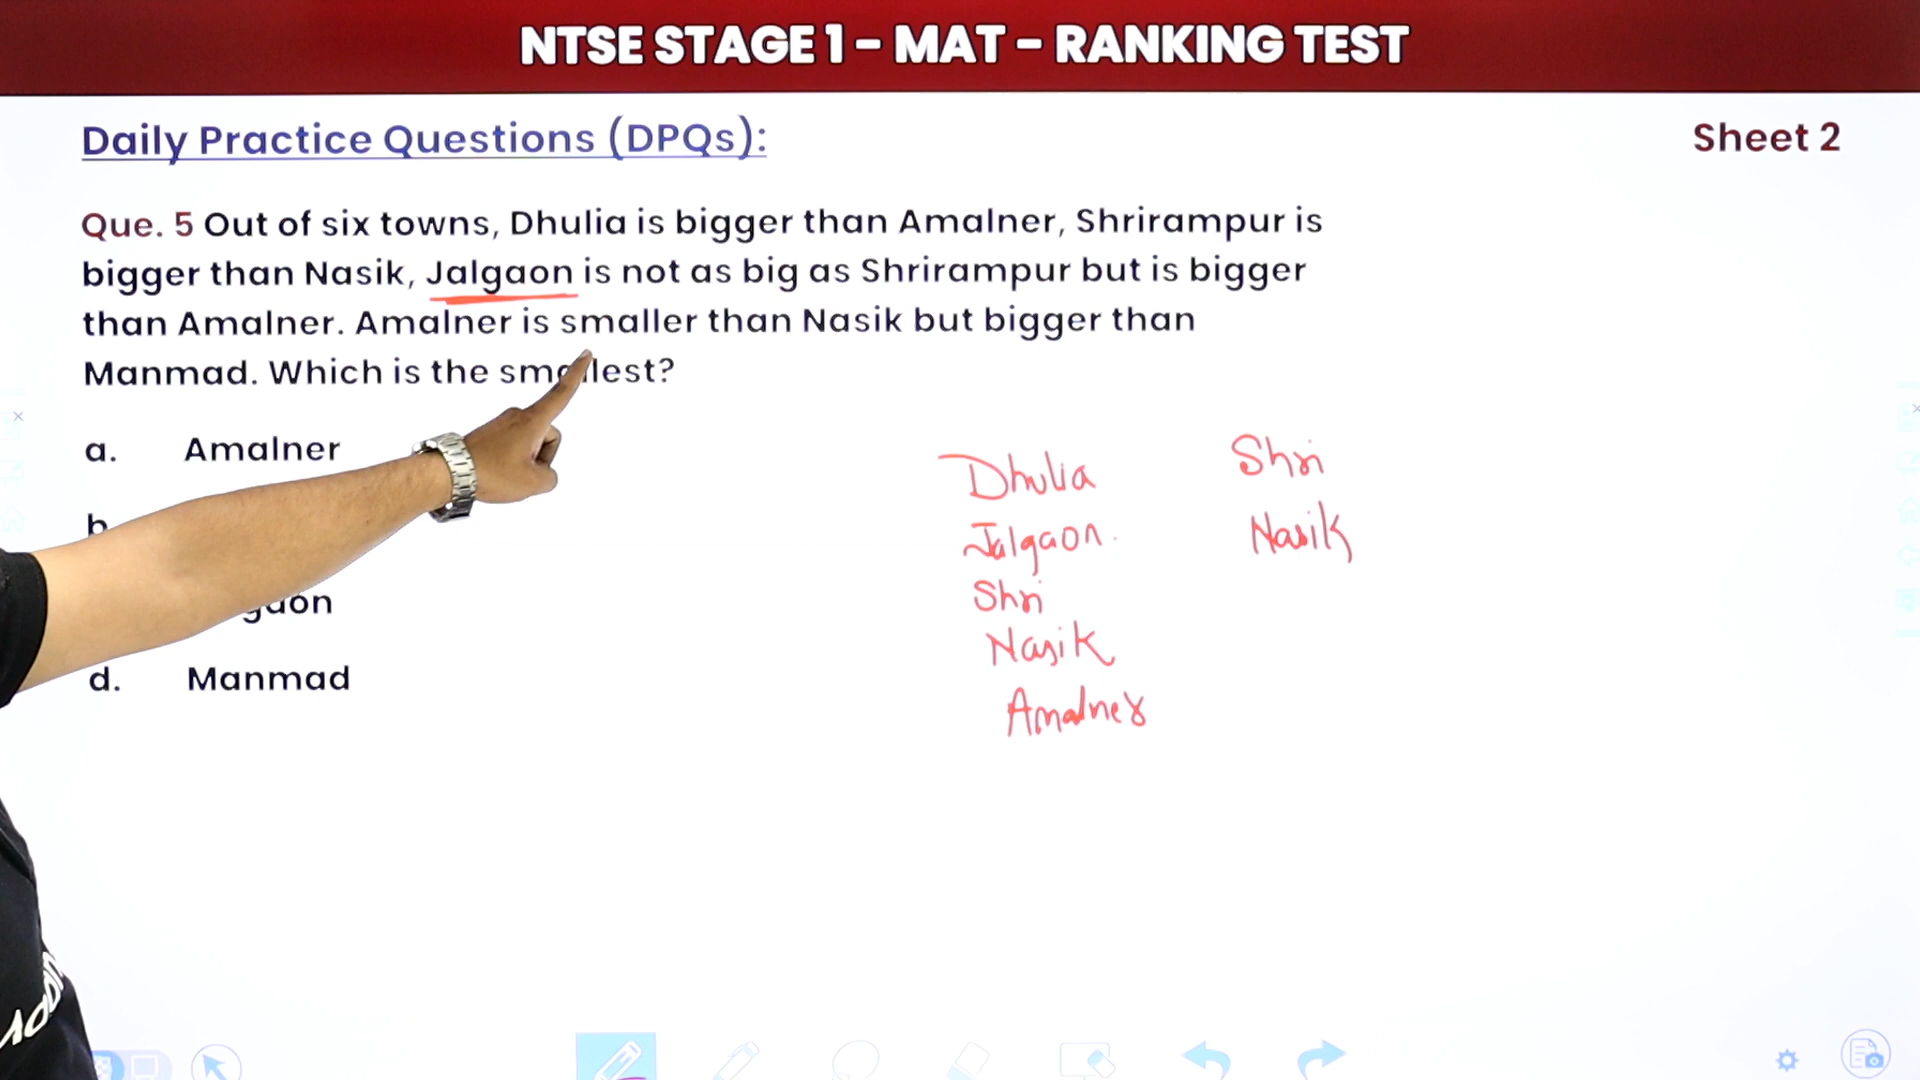 NTSE STAGE 1 – MAT – RANKING TEST
Daily Practice Questions (DPQs):
Sheet 2
Que. 5 Out of six towns, Dhulia is bigger than Amalner, Shrirampur is
bigger than Nasik, Jalgaon is not as big as Shrirampur but is bigger
than Amalner. Amalner is smaller than Nasik but bigger than
Manmad. Which is the smallest?
a. Amalner
b
gaon
d. Manmad
Dhulia
Jalgaon.
Shri
Nasik
Amalner
Shri
Nasik